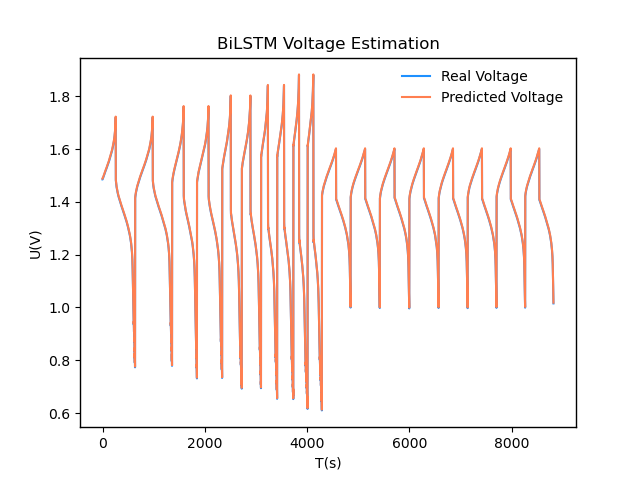 BiLSTM Voltage Estimation
Real Voltage
Predicted Voltage
U(V)
1.8
1.6
1.4
1.2
1.0
0.8
0.6
0 2000 4000 6000 8000
T(s)